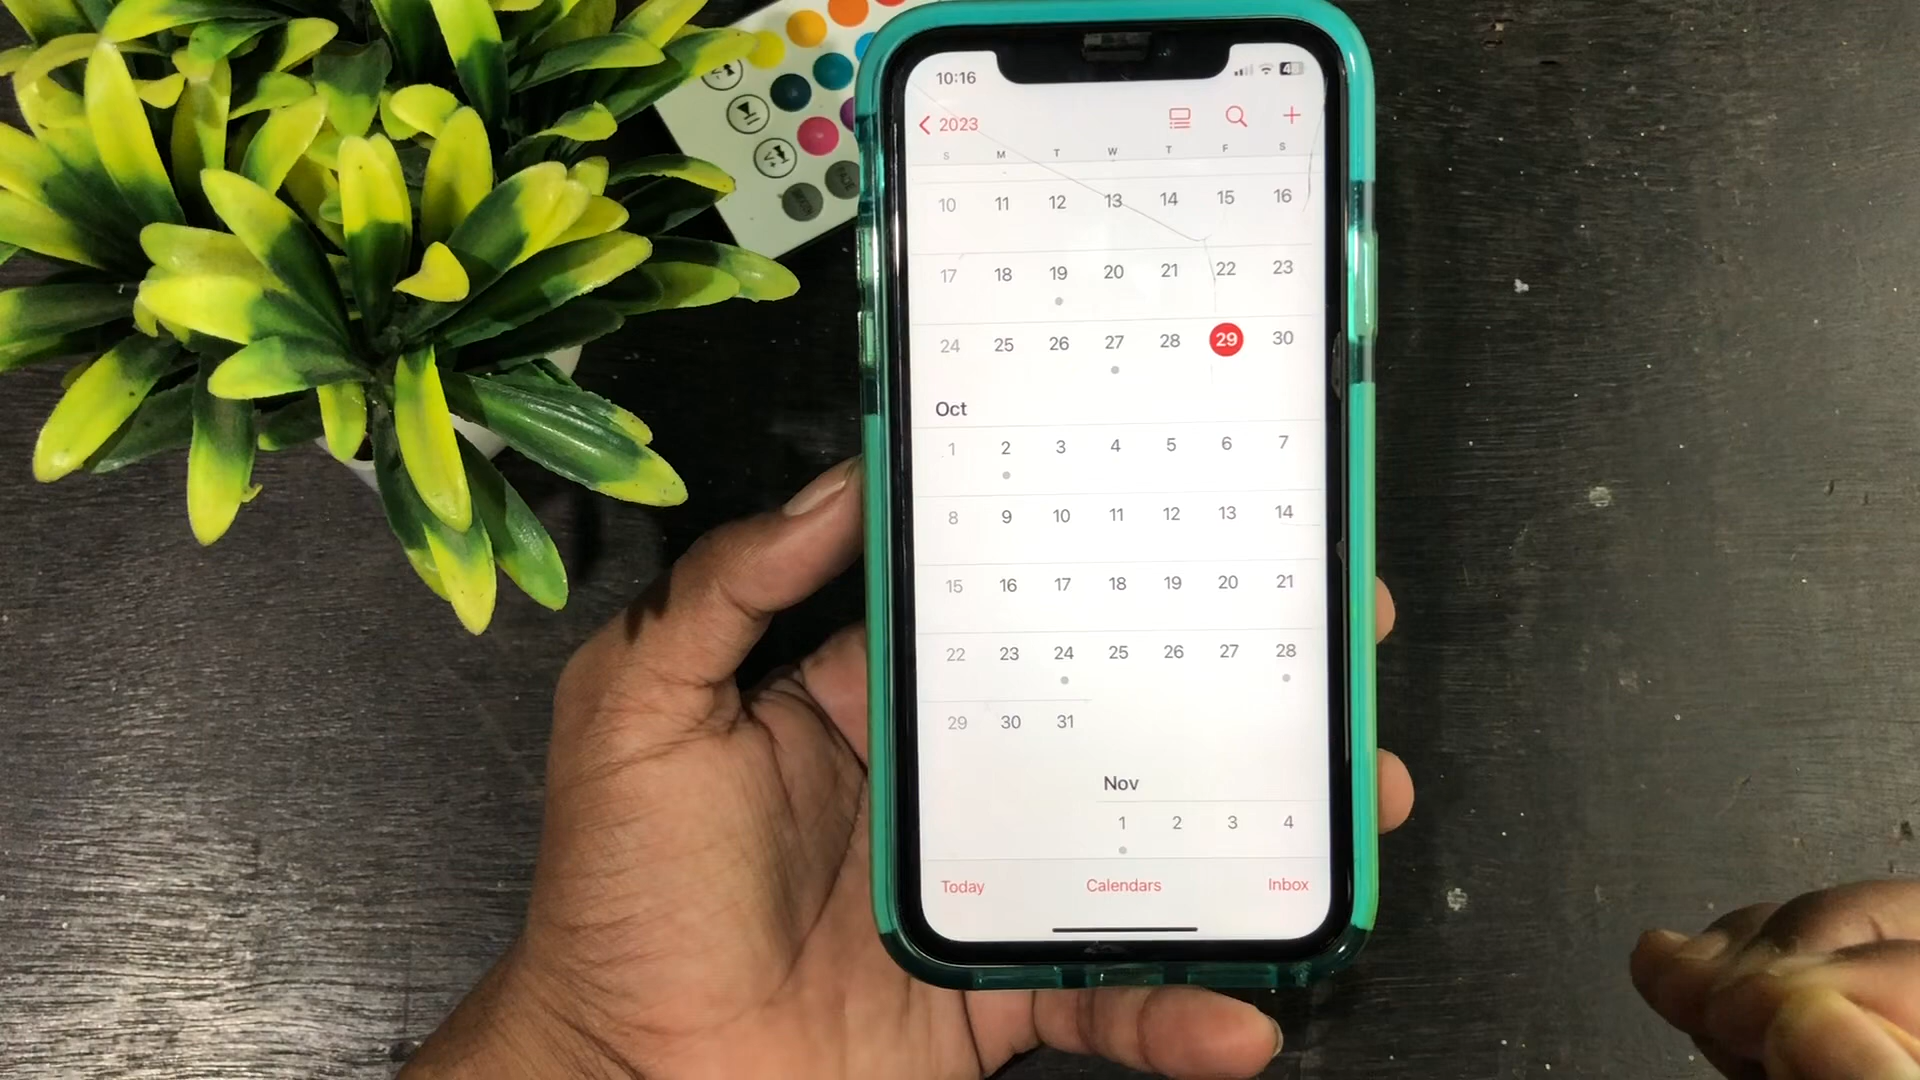 10:16
2023
S M T W T F S
10 11 12 13 14 15 16
17 18 19 20 21 22 23
24 25 26 27 28 29 30
Oct
1 2 3 4 5 6 7
8 9 10 11 12 13 14
15 16 17 18 19 20 21
22 23 24 25 26 27 28
29 30 31
Nov
1 2 3 4
Today Calendars Inbox